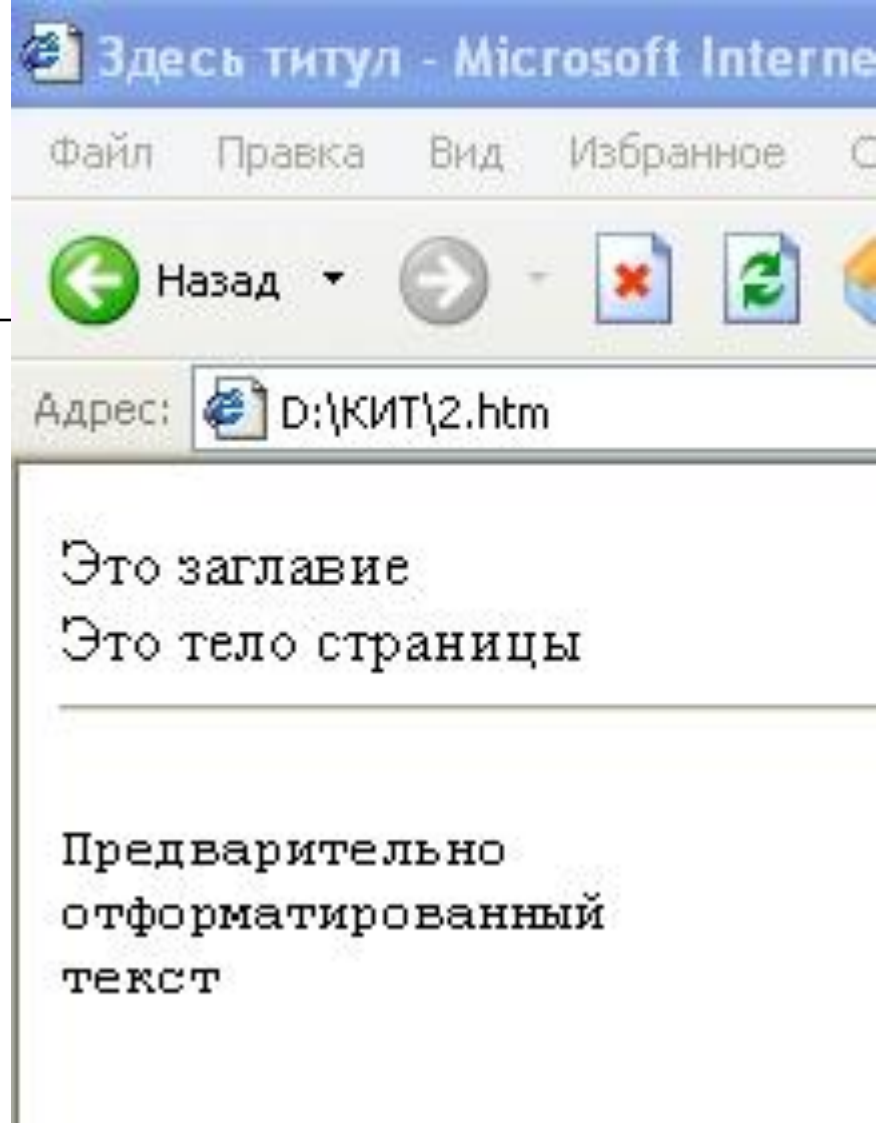 Здесь титул - Microsoft Interne
Файл Правка Вид Избранное С
Назад
Адрес: D:\КИТ\2.htm
Это заглавие
Это тело страницы
Предварительно
отформатированный
текст